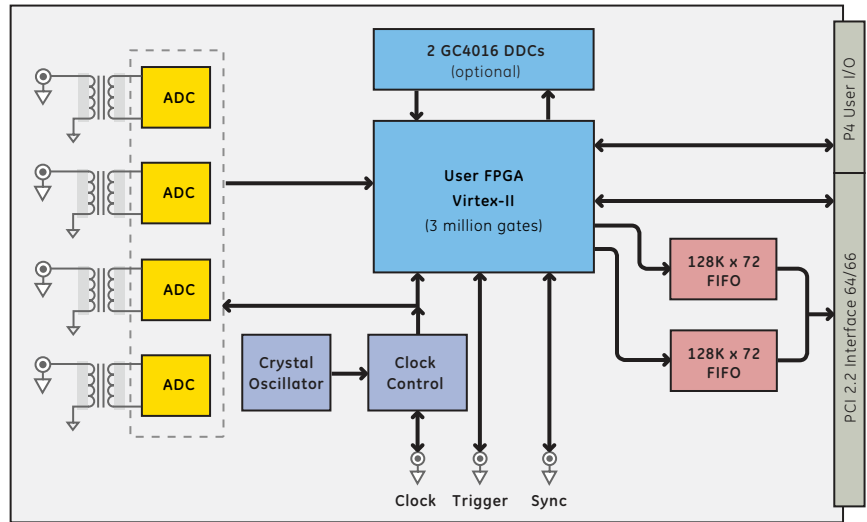 2 GC4016 DDCs
(optional)
ADC
ADC
ADC
ADC
User FPGA
Virtex-II
(3 million gates)
128K x 72
FIFO
128K x 72
FIFO
Crystal
Oscillator
Clock
Control
Clock
Trigger
Sync
P4 User I/O
PCI 2.2 Interface 64/66